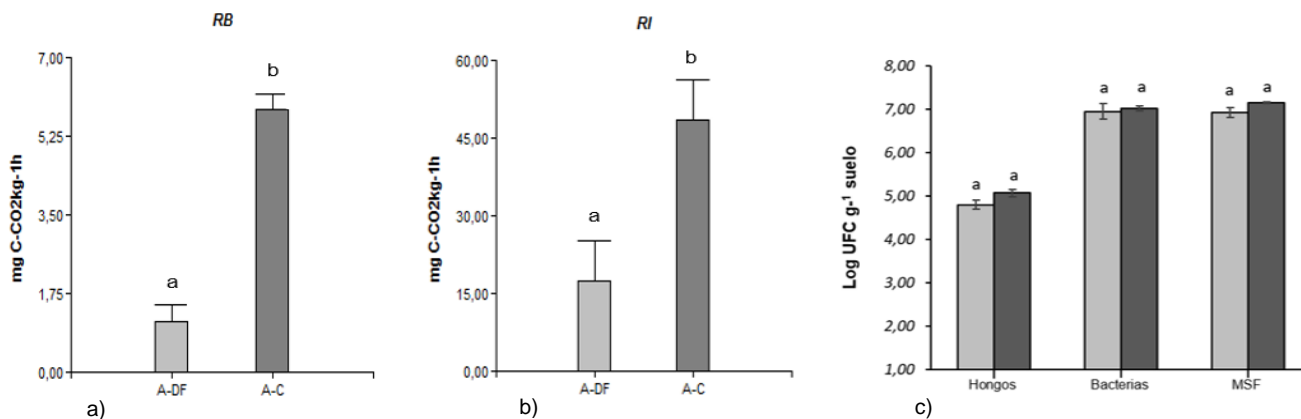 RB
7,00
5,25
3,50
1,75
0,00
mg C-CO2kg-1h
a
b
A-DF
A-C
a)
RI
60,00
45,00
30,00
15,00
0,00
mg C-CO2kg-1h
a
b
A-DF
A-C
b)
8,00
7,00
6,00
5,00
4,00
3,00
2,00
1,00
Log UFC g-¹ suelo
a a
a a
a a
Hongos Bacterias MSF
c)